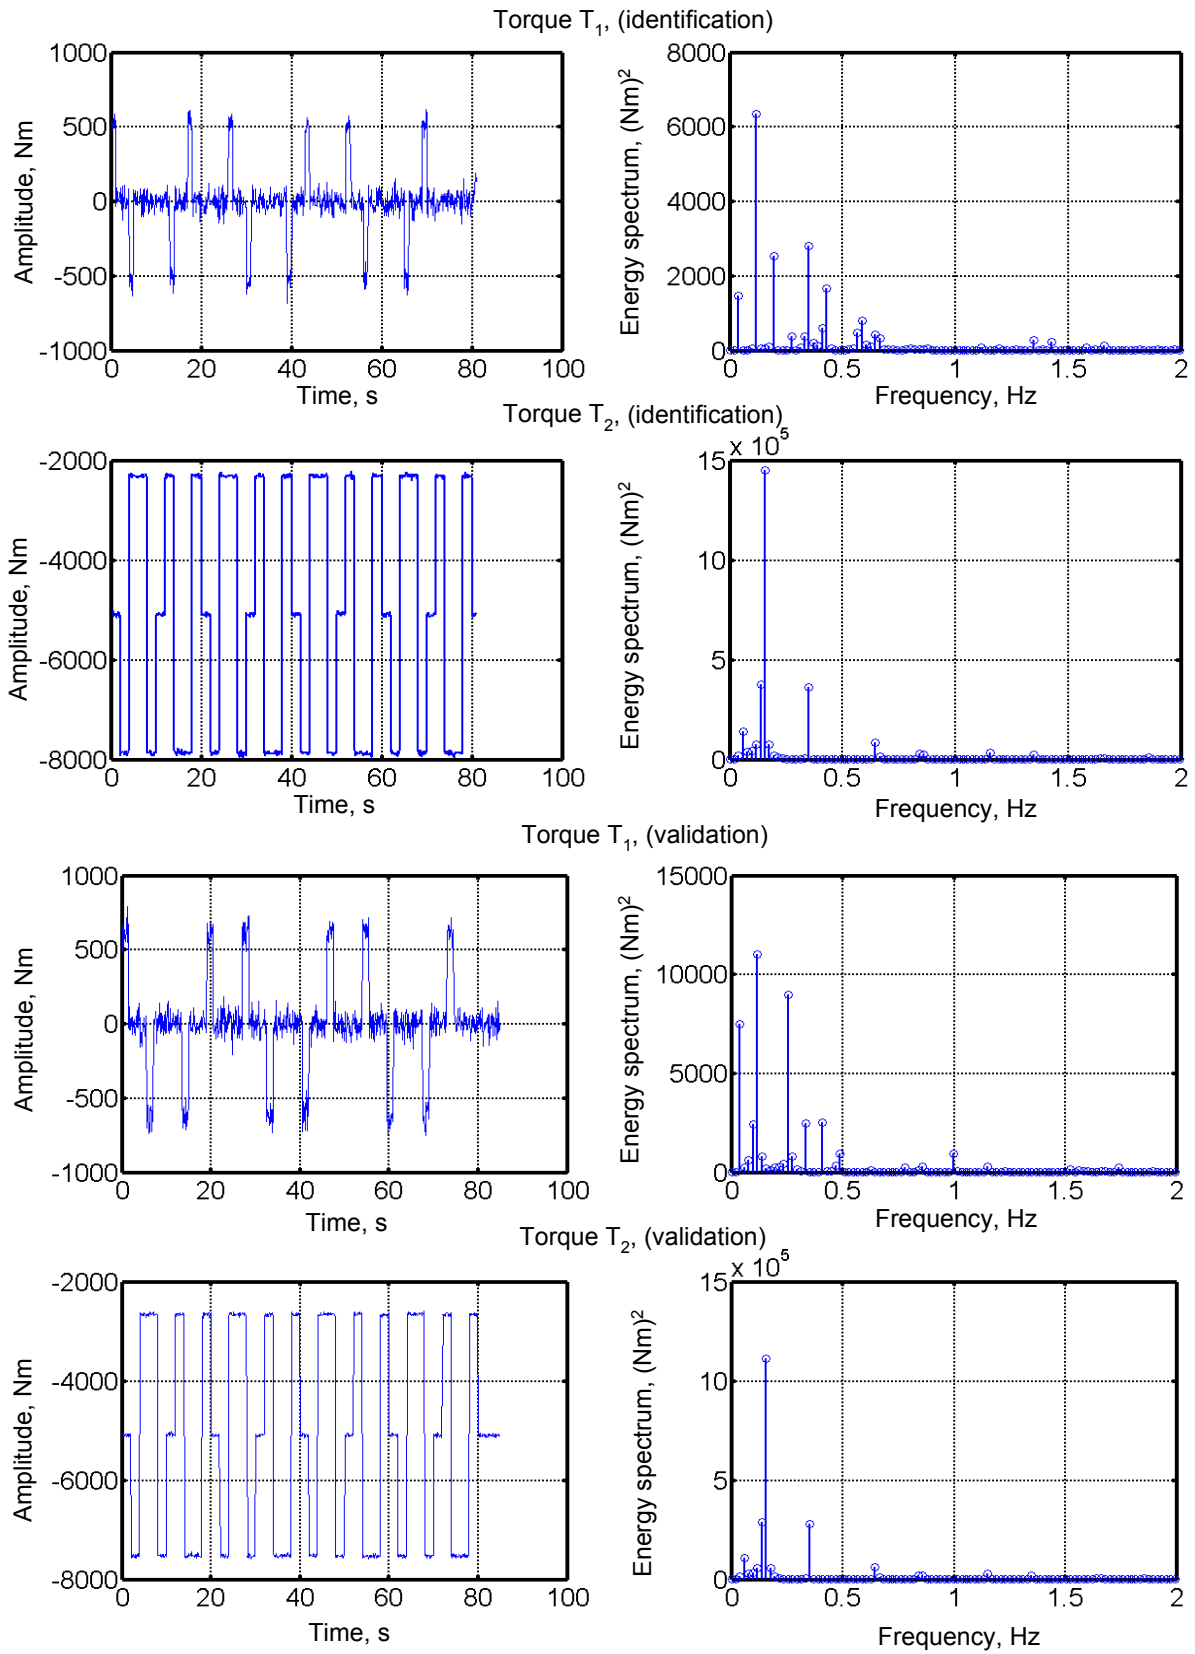 Torque T1, (identification)
Amplitude, Nm
1000
500
0
-500
-1000
0 20 40 60 80 100
Time, s
Energy spectrum, (Nm)2
8000
6000
4000
2000
0
0 0.5 1 1.5 2
Frequency, Hz
Torque T2, (identification)
Amplitude, Nm
-2000
-4000
-6000
-8000
0 20 40 60 80 100
Time, s
Energy spectrum, (Nm)2
x 105
15
10
5
0
0 0.5 1 1.5 2
Frequency, Hz
Torque T1, (validation)
Amplitude, Nm
1000
500
0
-500
-1000
0 20 40 60 80 100
Time, s
Energy spectrum, (Nm)2
15000
10000
5000
0
0 0.5 1 1.5 2
Frequency, Hz
Torque T2, (validation)
Amplitude, Nm
-2000
-4000
-6000
-8000
0 20 40 60 80 100
Time, s
Energy spectrum, (Nm)2
x 105
15
10
5
0
0 0.5 1 1.5 2
Frequency, Hz